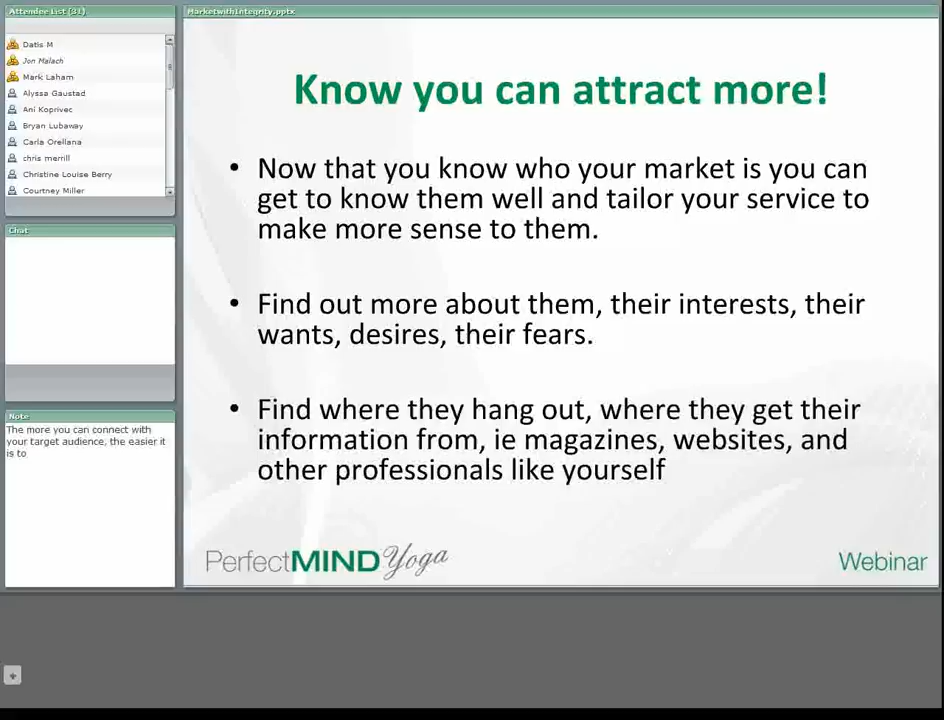 Attendee List (31)
Datis M
Jon Malach
Mark Laham
Alyssa Gaustad
Ani Koprivec
Bryan Lubaway
Carla Orellana
chris merrill
Christine Louise Berry
Courtney Miller
Chat
Note
The more you can connect with
your target audience, the easier it
is to
MarketwithIntegrity.pptx
Know you can attract more!
• Now that you know who your market is you can
get to know them well and tailor your service to
make more sense to them.
• Find out more about them, their interests, their
wants, desires, their fears.
• Find where they hang out, where they get their
information from, ie magazines, websites, and
other professionals like yourself
PerfectMIND Yoga
Webinar